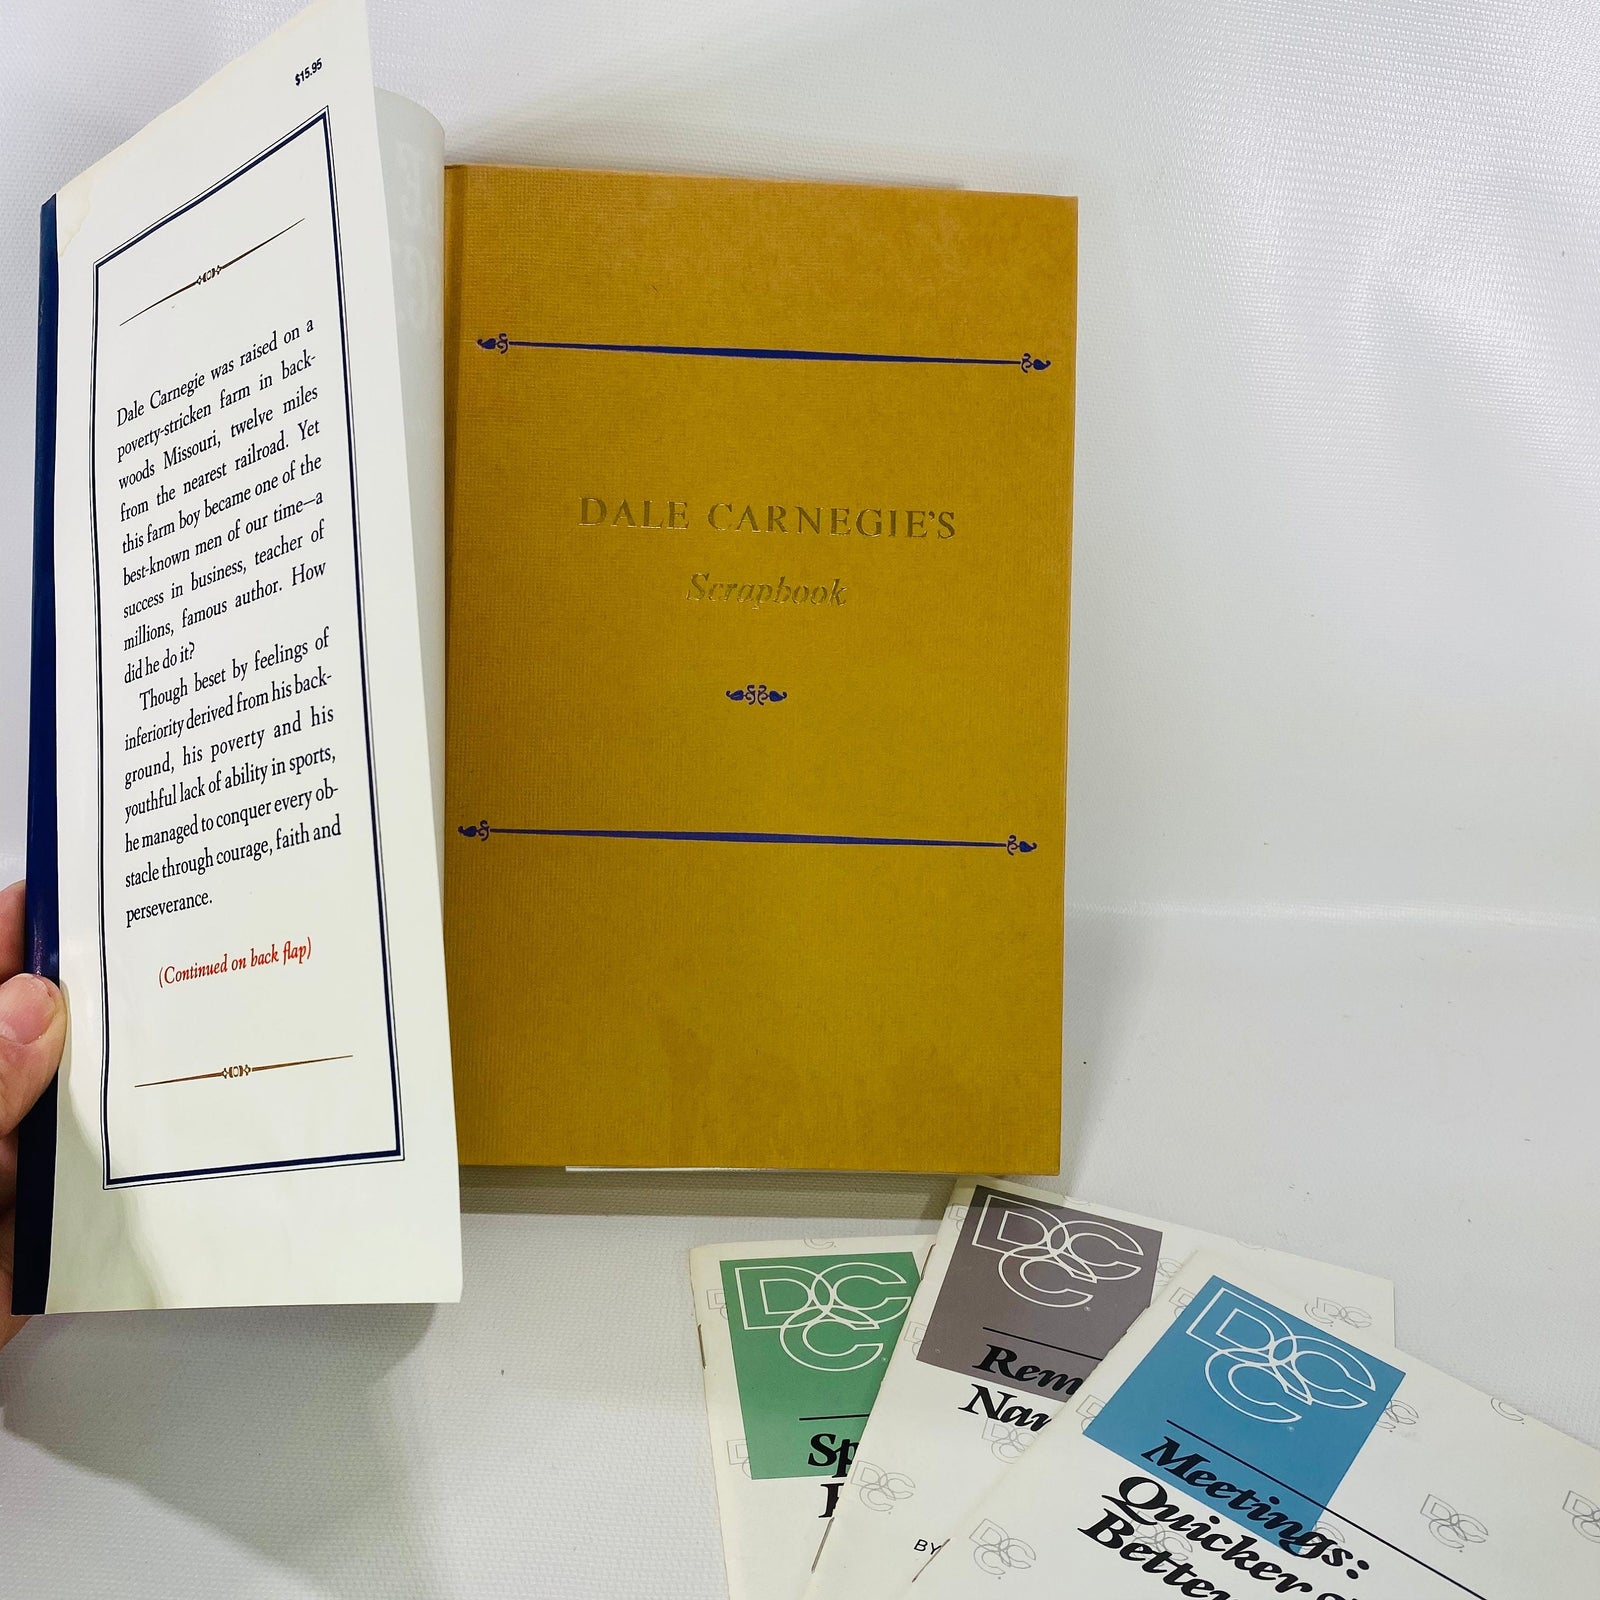 $15.95
Dale Carnegie was raised on a
poverty-stricken farm in back-
woods Missouri, twelve miles
from the nearest railroad. Yet
this farm boy became one of the
best-known men of our time—a
success in business, teacher of
millions, famous author. How
did he do it?
Though beset by feelings of
inferiority derived from his back-
ground, his poverty and his
youthful lack of ability in sports,
he managed to conquer every ob-
stacle through courage, faith and
perseverance.
(Continued on back flap)
DALE CARNEGIE'S
Scrapbook
DCC
DCC
DCC
Meetings:
Quicker
Better
BY